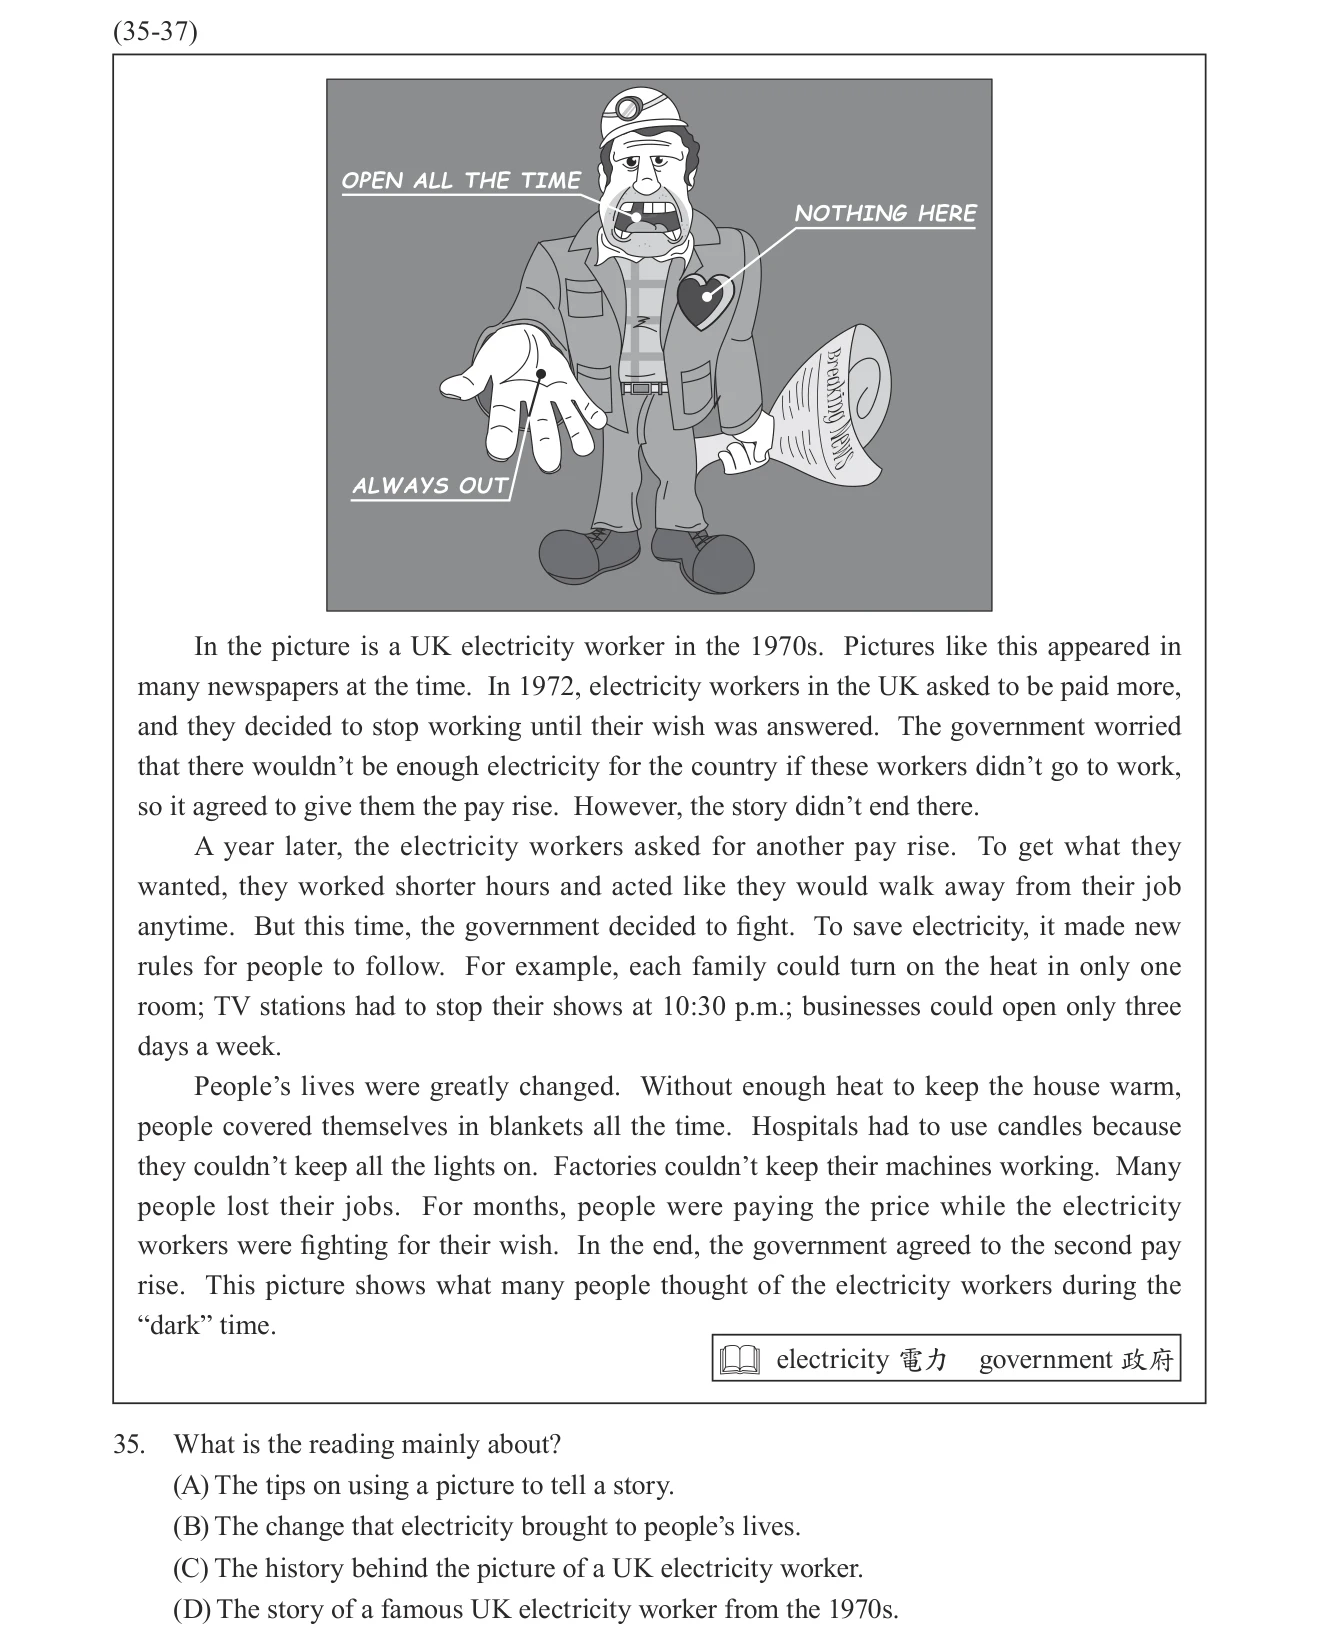 (35-37)
OPEN ALL THE TIME
NOTHING HERE
Breaking News
ALWAYS OUT
In the picture is a UK electricity worker in the 1970s. Pictures like this appeared in
many newspapers at the time. In 1972, electricity workers in the UK asked to be paid more,
and they decided to stop working until their wish was answered. The government worried
that there wouldn’t be enough electricity for the country if these workers didn’t go to work,
so it agreed to give them the pay rise. However, the story didn’t end there.
A year later, the electricity workers asked for another pay rise. To get what they
wanted, they worked shorter hours and acted like they would walk away from their job
anytime. But this time, the government decided to fight. To save electricity, it made new
rules for people to follow. For example, each family could turn on the heat in only one
room; TV stations had to stop their shows at 10:30 p.m.; businesses could open only three
days a week.
People’s lives were greatly changed. Without enough heat to keep the house warm,
people covered themselves in blankets all the time. Hospitals had to use candles because
they couldn’t keep all the lights on. Factories couldn’t keep their machines working. Many
people lost their jobs. For months, people were paying the price while the electricity
workers were fighting for their wish. In the end, the government agreed to the second pay
rise. This picture shows what many people thought of the electricity workers during the
“dark” time.
electricity 電力 government 政府
35. What is the reading mainly about?
(A) The tips on using a picture to tell a story.
(B) The change that electricity brought to people’s lives.
(C) The history behind the picture of a UK electricity worker.
(D) The story of a famous UK electricity worker from the 1970s.